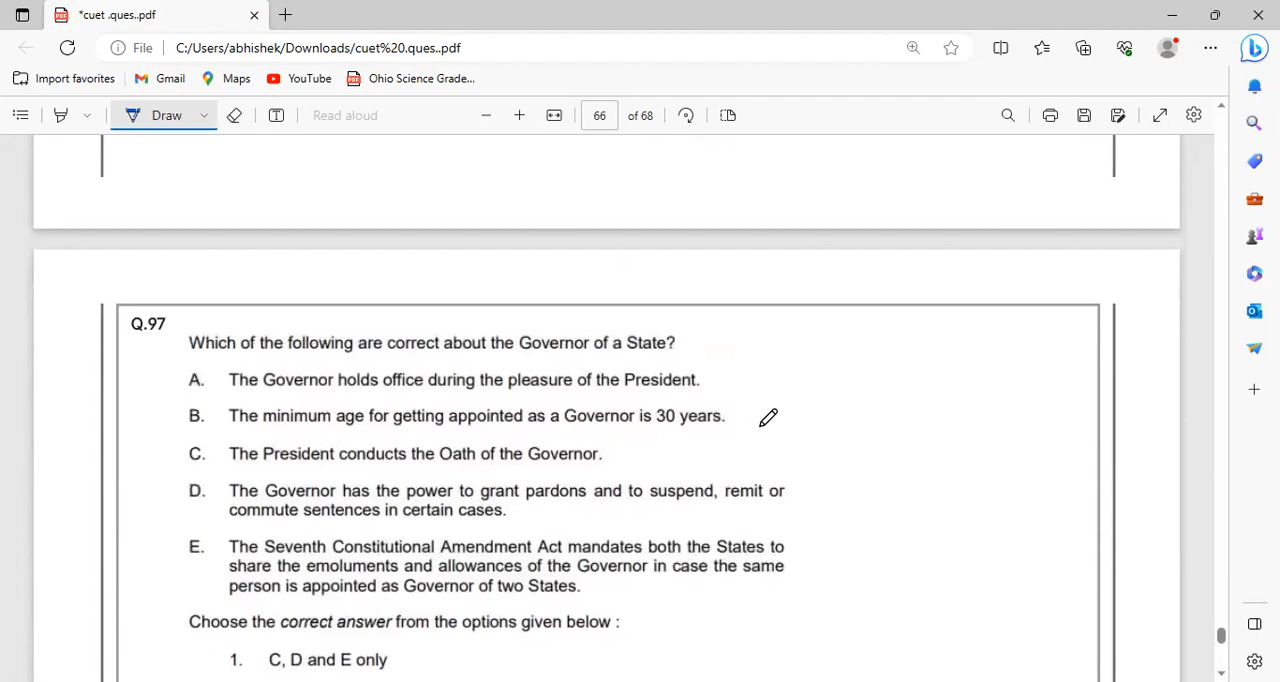 *cuet .ques..pdf
File
C:/Users/abhishek/Downloads/cuet%20.ques..pdf
Import favorites
Gmail
Maps
YouTube
Ohio Science Grade...
Draw
Read aloud
66 of 68
Q.97
Which of the following are correct about the Governor of a State?
A. The Governor holds office during the pleasure of the President.
B. The minimum age for getting appointed as a Governor is 30 years.
C. The President conducts the Oath of the Governor.
D. The Governor has the power to grant pardons and to suspend, remit or
commute sentences in certain cases.
E. The Seventh Constitutional Amendment Act mandates both the States to
share the emoluments and allowances of the Governor in case the same
person is appointed as Governor of two States.
Choose the correct answer from the options given below :
1. C, D and E only